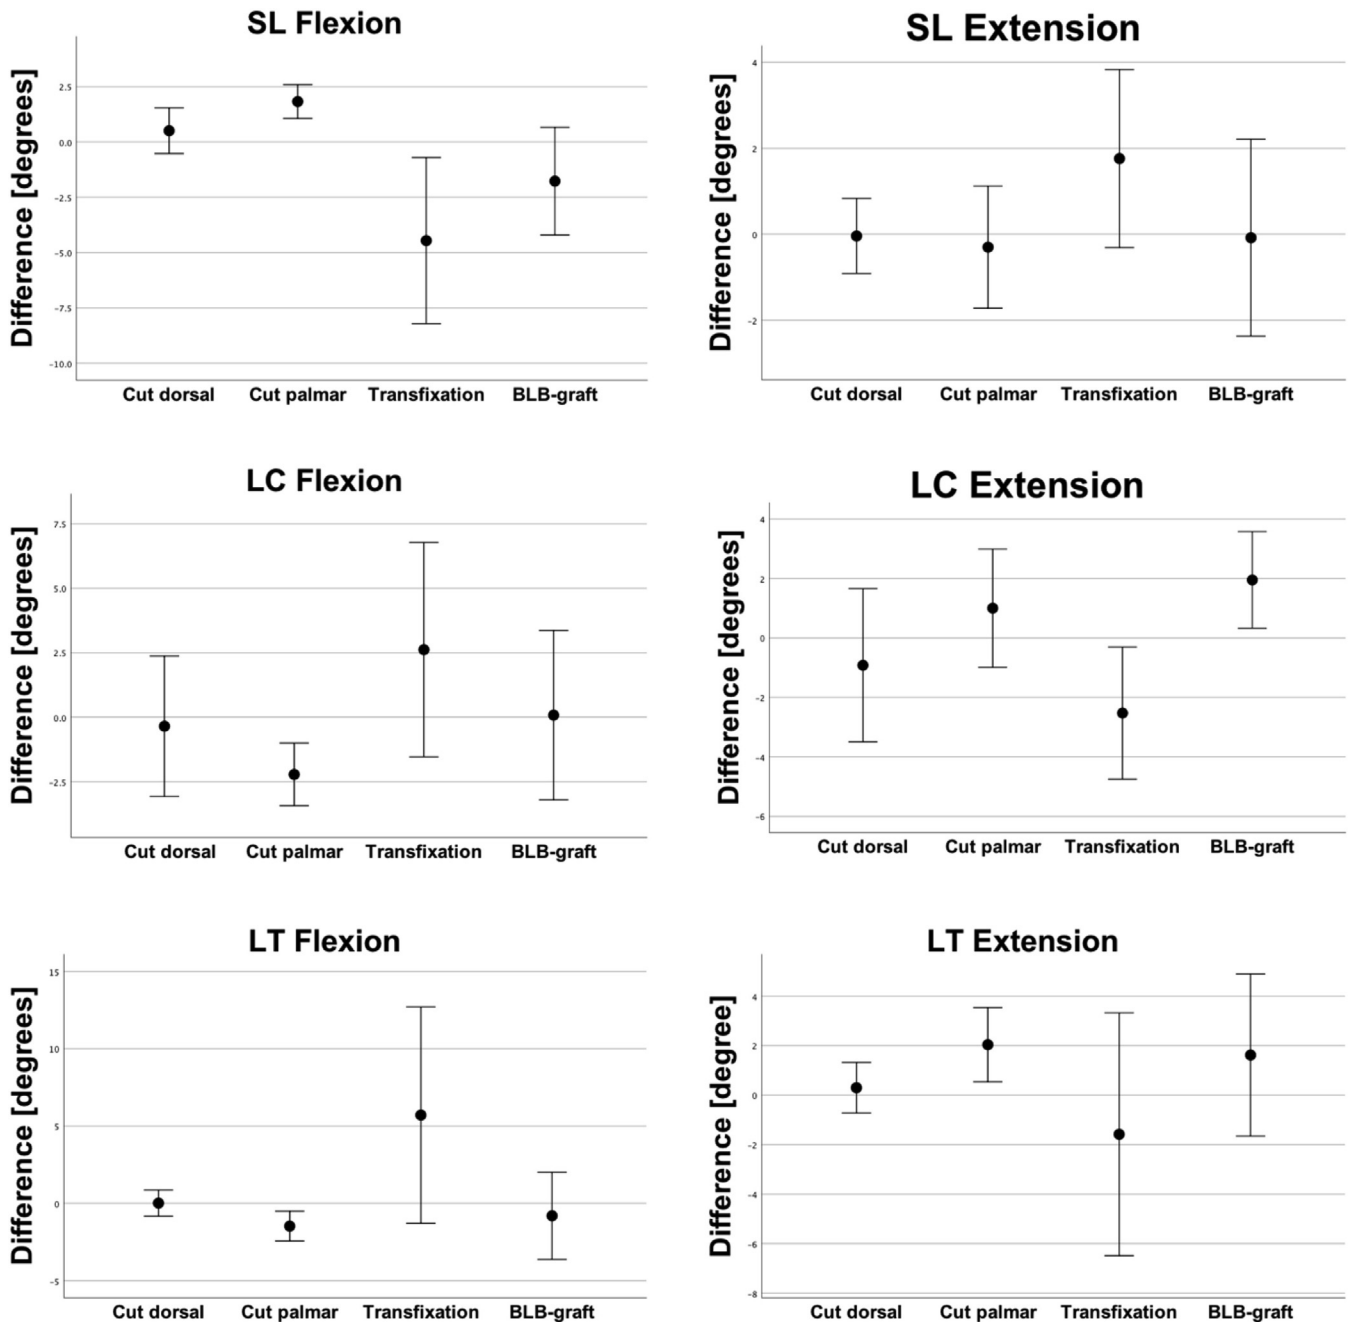 SL Flexion
Difference [degrees]
2.5
0.0
−2.5
−5.0
−7.5
−10.0
Cut dorsal Cut palmar Transfixation BLB-graft
SL Extension
Difference [degrees]
4
2
0
−2
Cut dorsal Cut palmar Transfixation BLB-graft
LC Flexion
Difference [degrees]
7.5
5.0
2.5
0.0
−2.5
Cut dorsal Cut palmar Transfixation BLB-graft
LC Extension
Difference [degrees]
4
2
0
−2
−4
−6
Cut dorsal Cut palmar Transfixation BLB-graft
LT Flexion
Difference [degrees]
15
10
5
0
−5
Cut dorsal Cut palmar Transfixation BLB-graft
LT Extension
Difference [degree]
4
2
0
−2
−4
−6
−8
Cut dorsal Cut palmar Transfixation BLB-graft